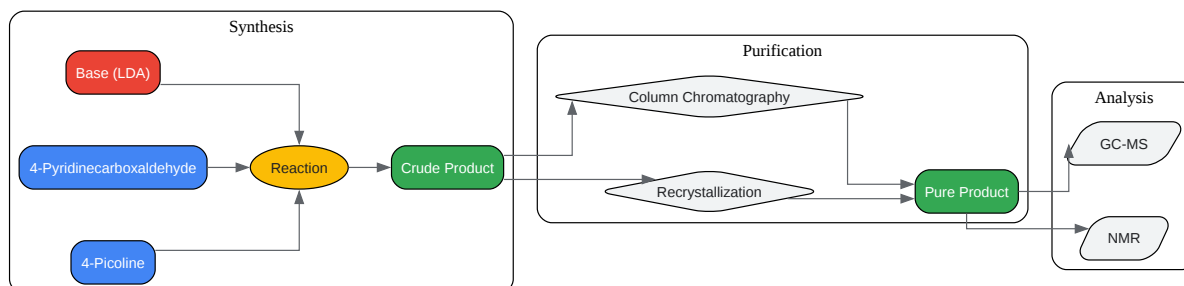 Synthesis
Base (LDA)
4-Pyridinecarboxaldehyde
4-Picoline
Reaction
Crude Product
Purification
Column Chromatography
Recrystallization
Pure Product
Analysis
GC-MS
NMR